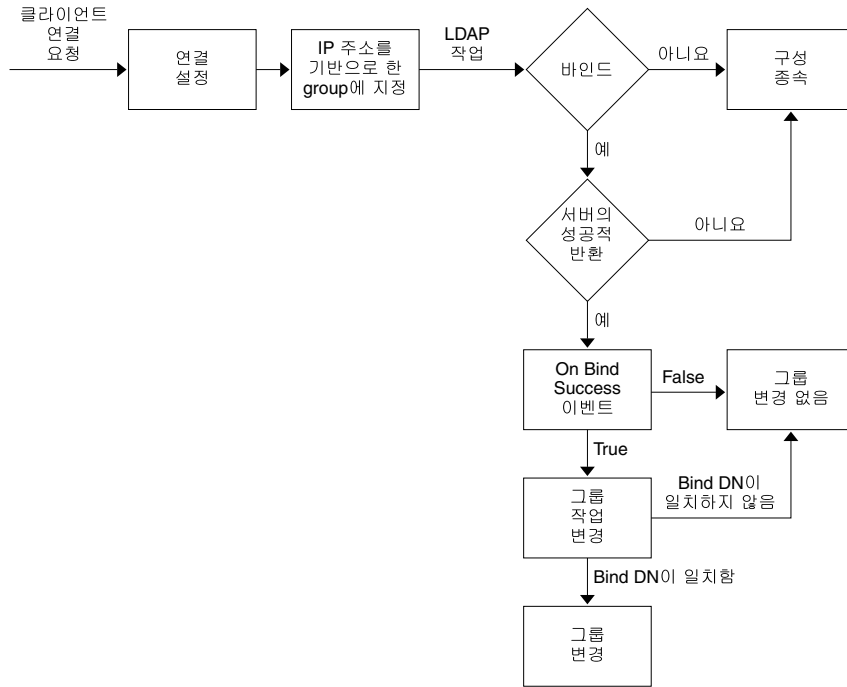 클라이언트
연결
요청
연결
설정
IP 주소를
기반으로 한
group에 지정
LDAP
작업
바인드
아니요
구성
종속
예
서버의
성공적
반환
아니요
예
On Bind
Success
이벤트
False
그룹
변경 없음
True
그룹
작업
변경
Bind DN이
일치하지 않음
Bind DN이 일치함
그룹
변경